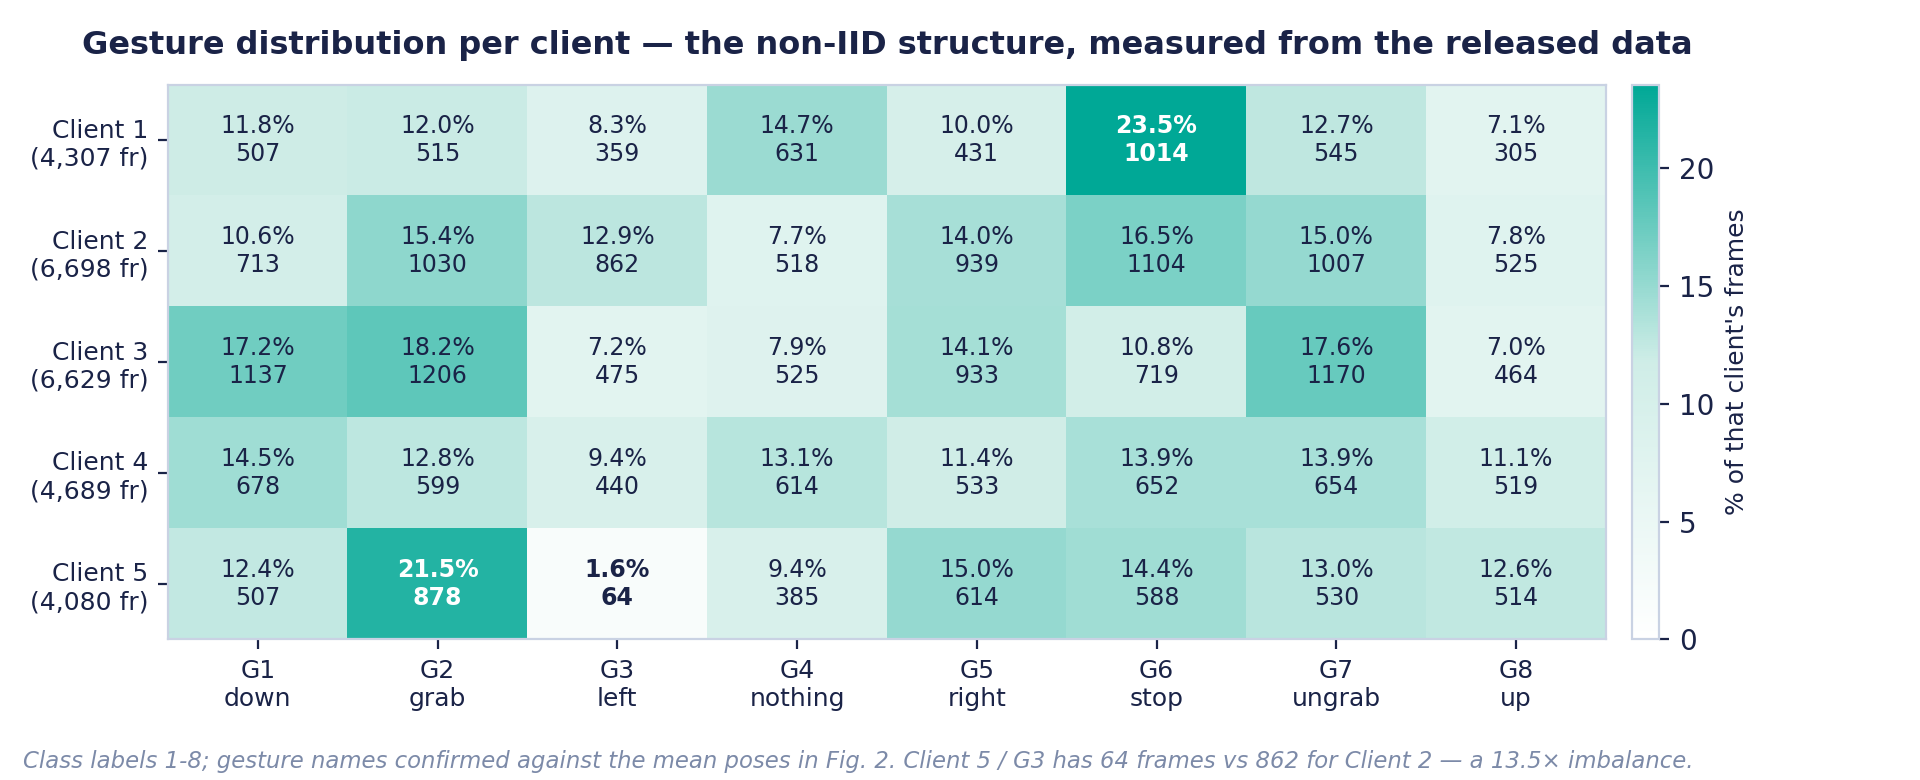 Gesture distribution per client — the non-IID structure, measured from the released data
Client 1
(4,307 fr)
11.8% 12.0% 8.3% 14.7% 10.0% 23.5% 12.7% 7.1%
507 515 359 631 431 1014 545 305
Client 2
(6,698 fr)
10.6% 15.4% 12.9% 7.7% 14.0% 16.5% 15.0% 7.8%
713 1030 862 518 939 1104 1007 525
Client 3
(6,629 fr)
17.2% 18.2% 7.2% 7.9% 14.1% 10.8% 17.6% 7.0%
1137 1206 475 525 933 719 1170 464
Client 4
(4,689 fr)
14.5% 12.8% 9.4% 13.1% 11.4% 13.9% 13.9% 11.1%
678 599 440 614 533 652 654 519
Client 5
(4,080 fr)
12.4% 21.5% 1.6% 9.4% 15.0% 14.4% 13.0% 12.6%
507 878 64 385 614 588 530 514
G1 G2 G3 G4 G5 G6 G7 G8
down grab left nothing right stop ungrab up
20
15
10
5
0
% of that client's frames
Class labels 1-8; gesture names confirmed against the mean poses in Fig. 2. Client 5 / G3 has 64 frames vs 862 for Client 2 — a 13.5× imbalance.